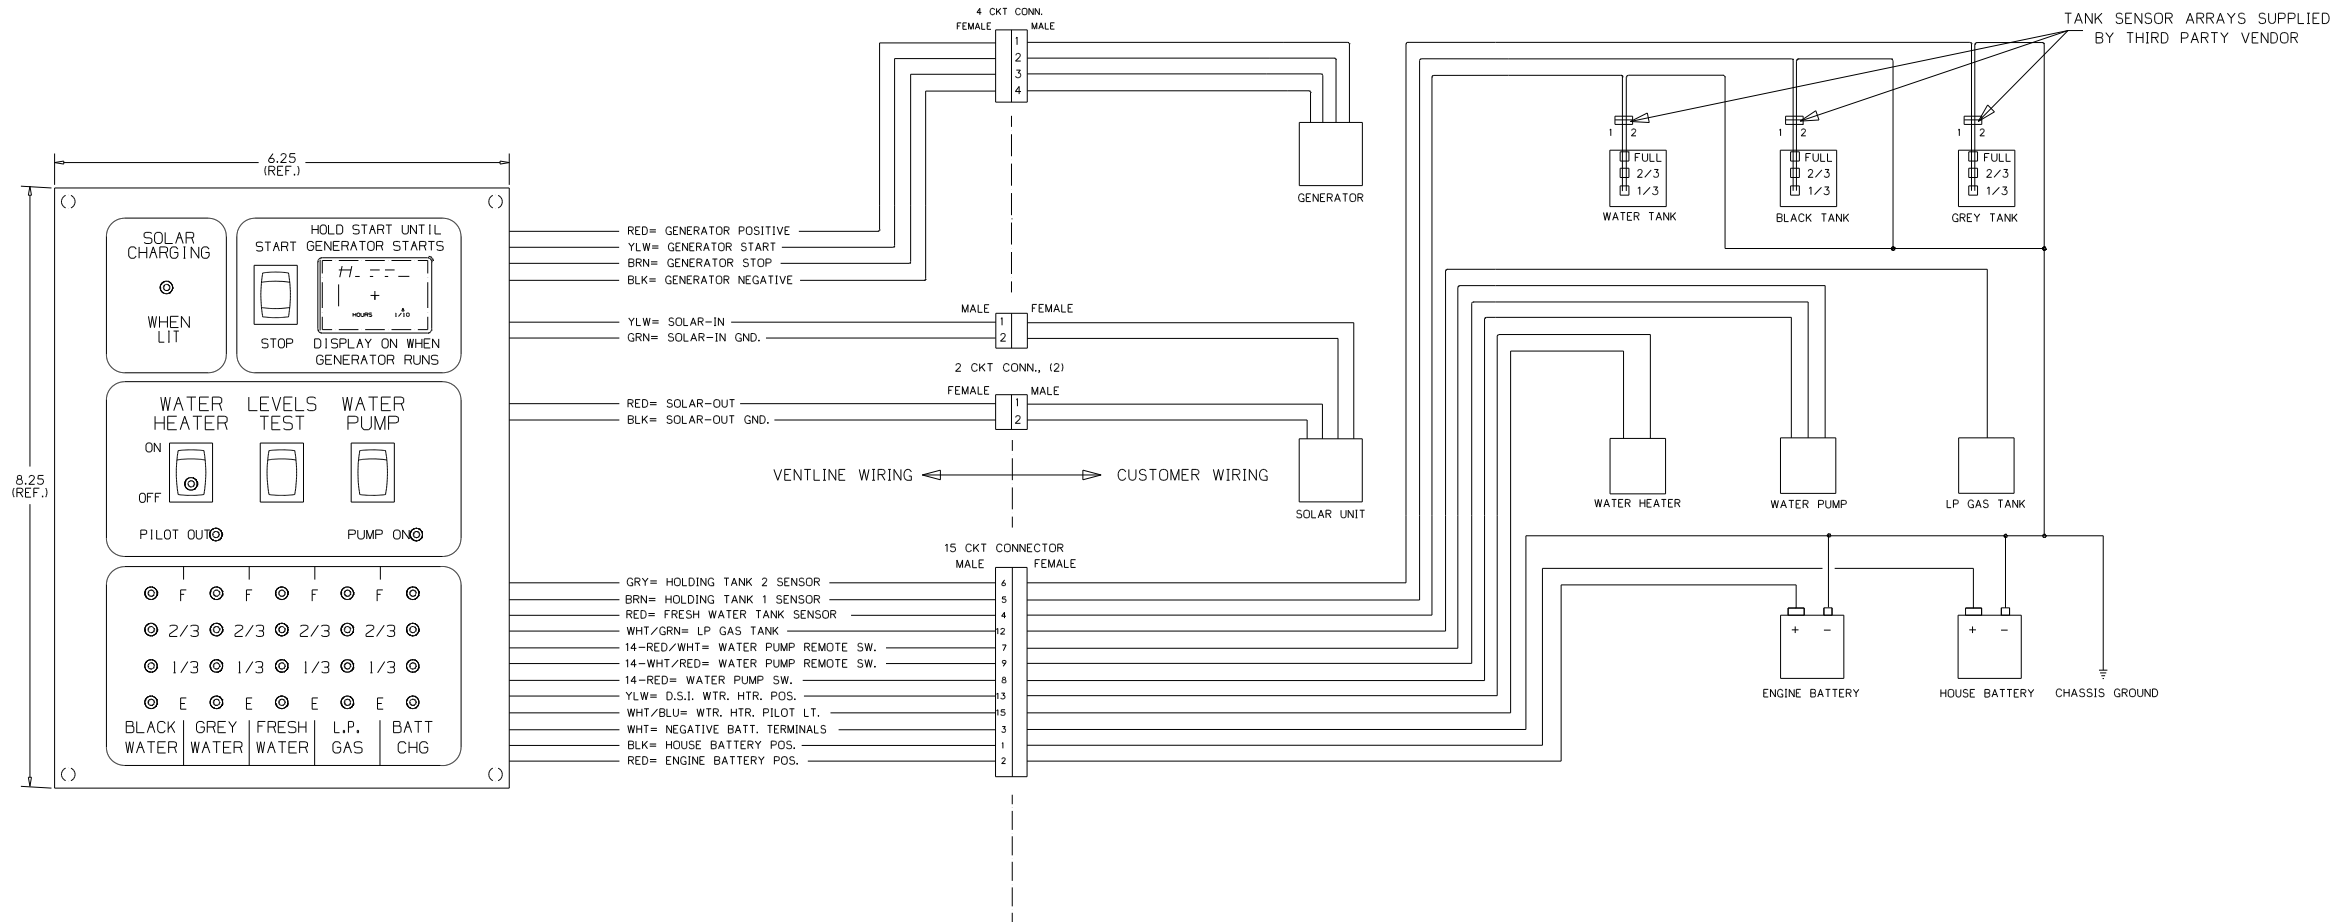 4 CKT CONN.
FEMALE MALE
1
2
3
4
TANK SENSOR ARRAYS SUPPLIED
BY THIRD PARTY VENDOR
1 2
FULL
2/3
1/3
WATER TANK
1 2
FULL
2/3
1/3
BLACK TANK
1 2
FULL
2/3
1/3
GREY TANK
GENERATOR
6.25
(REF.)
8.25
(REF.)
SOLAR
CHARGING
WHEN
LIT
HOLD START UNTIL
START GENERATOR STARTS
H
HOURS 1/10
STOP
DISPLAY ON WHEN
GENERATOR RUNS
RED= GENERATOR POSITIVE
YLW= GENERATOR START
BRN= GENERATOR STOP
BLK= GENERATOR NEGATIVE
MALE FEMALE
YLW= SOLAR-IN 1
GRN= SOLAR-IN GND. 2
2 CKT CONN., (2)
FEMALE MALE
RED= SOLAR-OUT 1
BLK= SOLAR-OUT GND. 2
VENTLINE WIRING CUSTOMER WIRING
SOLAR UNIT
WATER HEATER
WATER PUMP
LP GAS TANK
WATER
HEATER
LEVELS
TEST
WATER
PUMP
ON
OFF
PILOT OUT
PUMP ON
15 CKT CONNECTOR
MALE FEMALE
GRY= HOLDING TANK 2 SENSOR 6
BRN= HOLDING TANK 1 SENSOR 5
RED= FRESH WATER TANK SENSOR 4
WHT/GRN= LP GAS TANK 12
14-RED/WHT= WATER PUMP REMOTE SW. 7
14-WHT/RED= WATER PUMP REMOTE SW. 9
14-RED= WATER PUMP SW. 8
YLW= D.S.I. WTR. HTR. POS. 13
WHT/BLU= WTR. HTR. PILOT LT. 15
WHT= NEGATIVE BATT. TERMINALS 3
BLK= HOUSE BATTERY POS. 1
RED= ENGINE BATTERY POS. 2
F F F F
2/3 2/3 2/3 2/3
1/3 1/3 1/3 1/3
E E E E
BLACK
WATER
GREY
WATER
FRESH
WATER
L.P.
GAS
BATT
CHG
+ -
ENGINE BATTERY
+ -
HOUSE BATTERY
CHASSIS GROUND